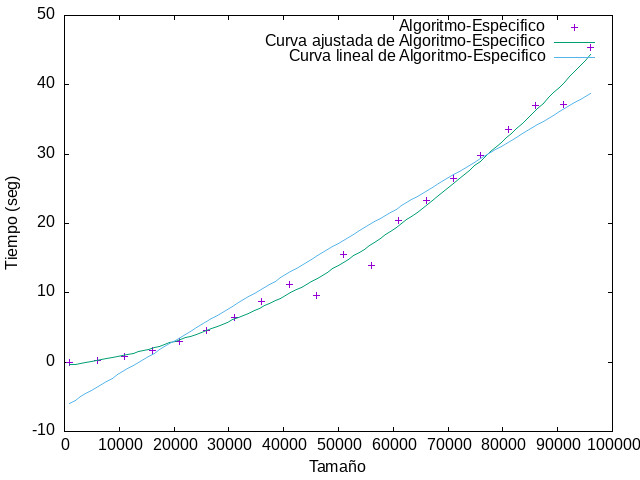 50
40
30
20
10
0
-10
Tiempo (seg)
Algoritmo-Especifico
Curva ajustada de Algoritmo-Especifico
Curva lineal de Algoritmo-Especifico
0 10000 20000 30000 40000 50000 60000 70000 80000 90000 100000
Tamaño